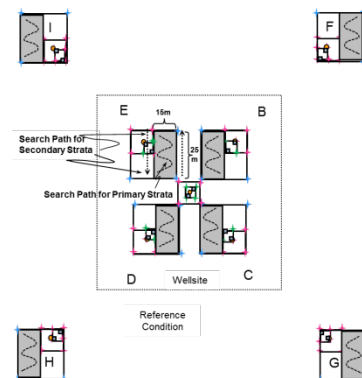 I
F
E
15m
B
Search Path for
Secondary Strata
25
m
Search Path for Primary Strata
D
Wellsite
C
Reference
Condition
H
G